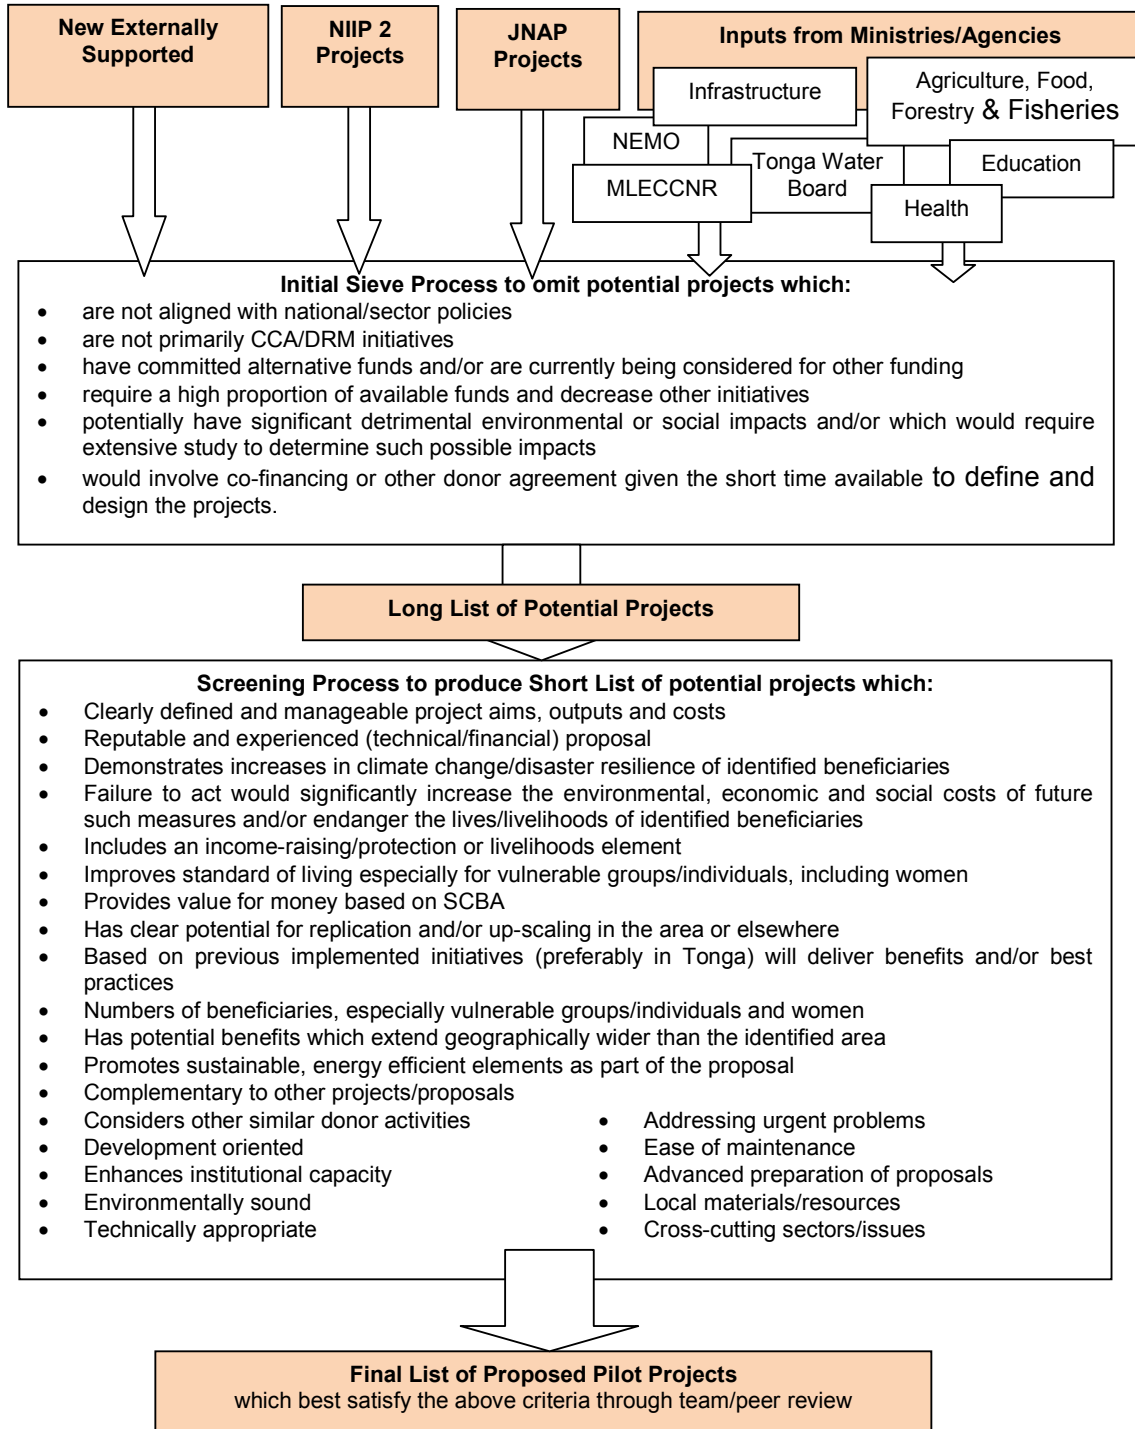 New Externally
Supported
NIIP 2
Projects
JNAP
Projects
Inputs from Ministries/Agencies
Infrastructure
Agriculture, Food,
Forestry & Fisheries
NEMO
Tonga Water
Board
Education
MLECCNR
Health
Initial Sieve Process to omit potential projects which:
• are not aligned with national/sector policies
• are not primarily CCA/DRM initiatives
• have committed alternative funds and/or are currently being considered for other funding
• require a high proportion of available funds and decrease other initiatives
• potentially have significant detrimental environmental or social impacts and/or which would require
extensive study to determine such possible impacts
• would involve co-financing or other donor agreement given the short time available to define and
design the projects.
Long List of Potential Projects
Screening Process to produce Short List of potential projects which:
• Clearly defined and manageable project aims, outputs and costs
• Reputable and experienced (technical/financial) proposal
• Demonstrates increases in climate change/disaster resilience of identified beneficiaries
• Failure to act would significantly increase the environmental, economic and social costs of future
such measures and/or endanger the lives/livelihoods of identified beneficiaries
• Includes an income-raising/protection or livelihoods element
• Improves standard of living especially for vulnerable groups/individuals, including women
• Provides value for money based on SCBA
• Has clear potential for replication and/or up-scaling in the area or elsewhere
• Based on previous implemented initiatives (preferably in Tonga) will deliver benefits and/or best
practices
• Numbers of beneficiaries, especially vulnerable groups/individuals and women
• Has potential benefits which extend geographically wider than the identified area
• Promotes sustainable, energy efficient elements as part of the proposal
• Complementary to other projects/proposals
• Considers other similar donor activities
• Development oriented
• Enhances institutional capacity
• Environmentally sound
• Technically appropriate
• Addressing urgent problems
• Ease of maintenance
• Advanced preparation of proposals
• Local materials/resources
• Cross-cutting sectors/issues
Final List of Proposed Pilot Projects
which best satisfy the above criteria through team/peer review